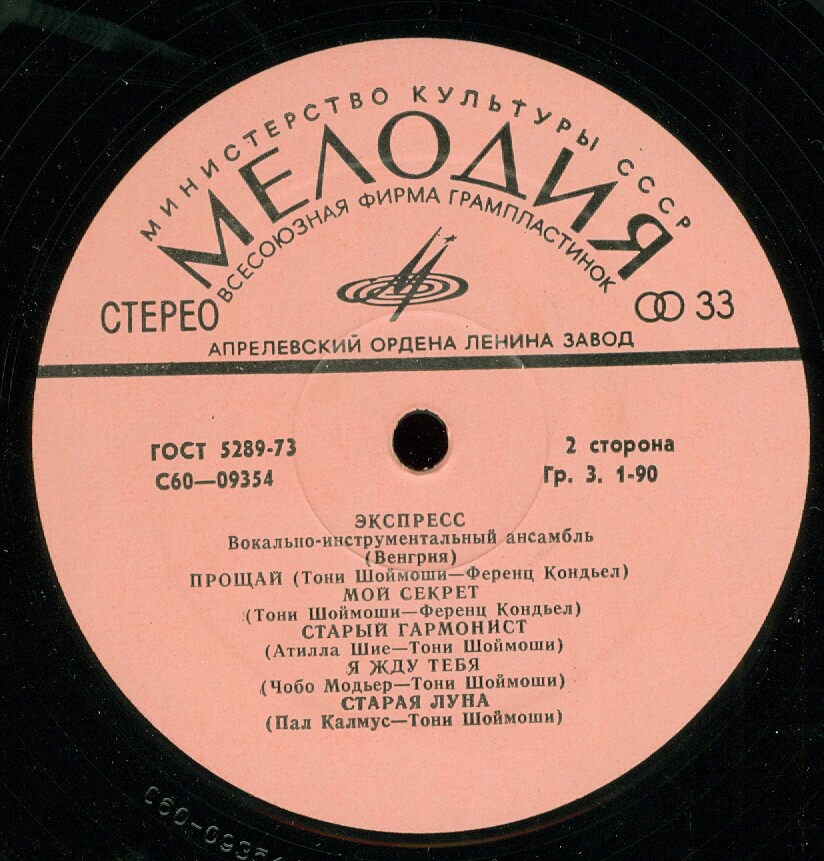 МИНИСТЕРСТВО КУЛЬТУРЫ СССР
МЕЛОДИЯ
ВСЕСОЮЗНАЯ ФИРМА ГРАМПЛАСТИНОК
СТЕРЕО
33
АПРЕЛЕВСКИЙ ОРДЕНА ЛЕНИНА ЗАВОД
ГОСТ 5289-73
2 сторона
С60—09354
Гр. 3. 1-90
ЭКСПРЕСС
Вокально-инструментальный ансамбль
(Венгрия)
ПРОЩАЙ (Тони Шоймоши—Ференц Кондьел)
МОЙ СЕКРЕТ
(Тони Шоймоши—Ференц Кондьел)
СТАРЫЙ ГАРМОНИСТ
(Атилла Шие—Тони Шоймоши)
Я ЖДУ ТЕБЯ
(Чобо Модьер—Тони Шоймоши)
СТАРАЯ ЛУНА
(Пал Калмус—Тони Шоймоши)
С60-09354